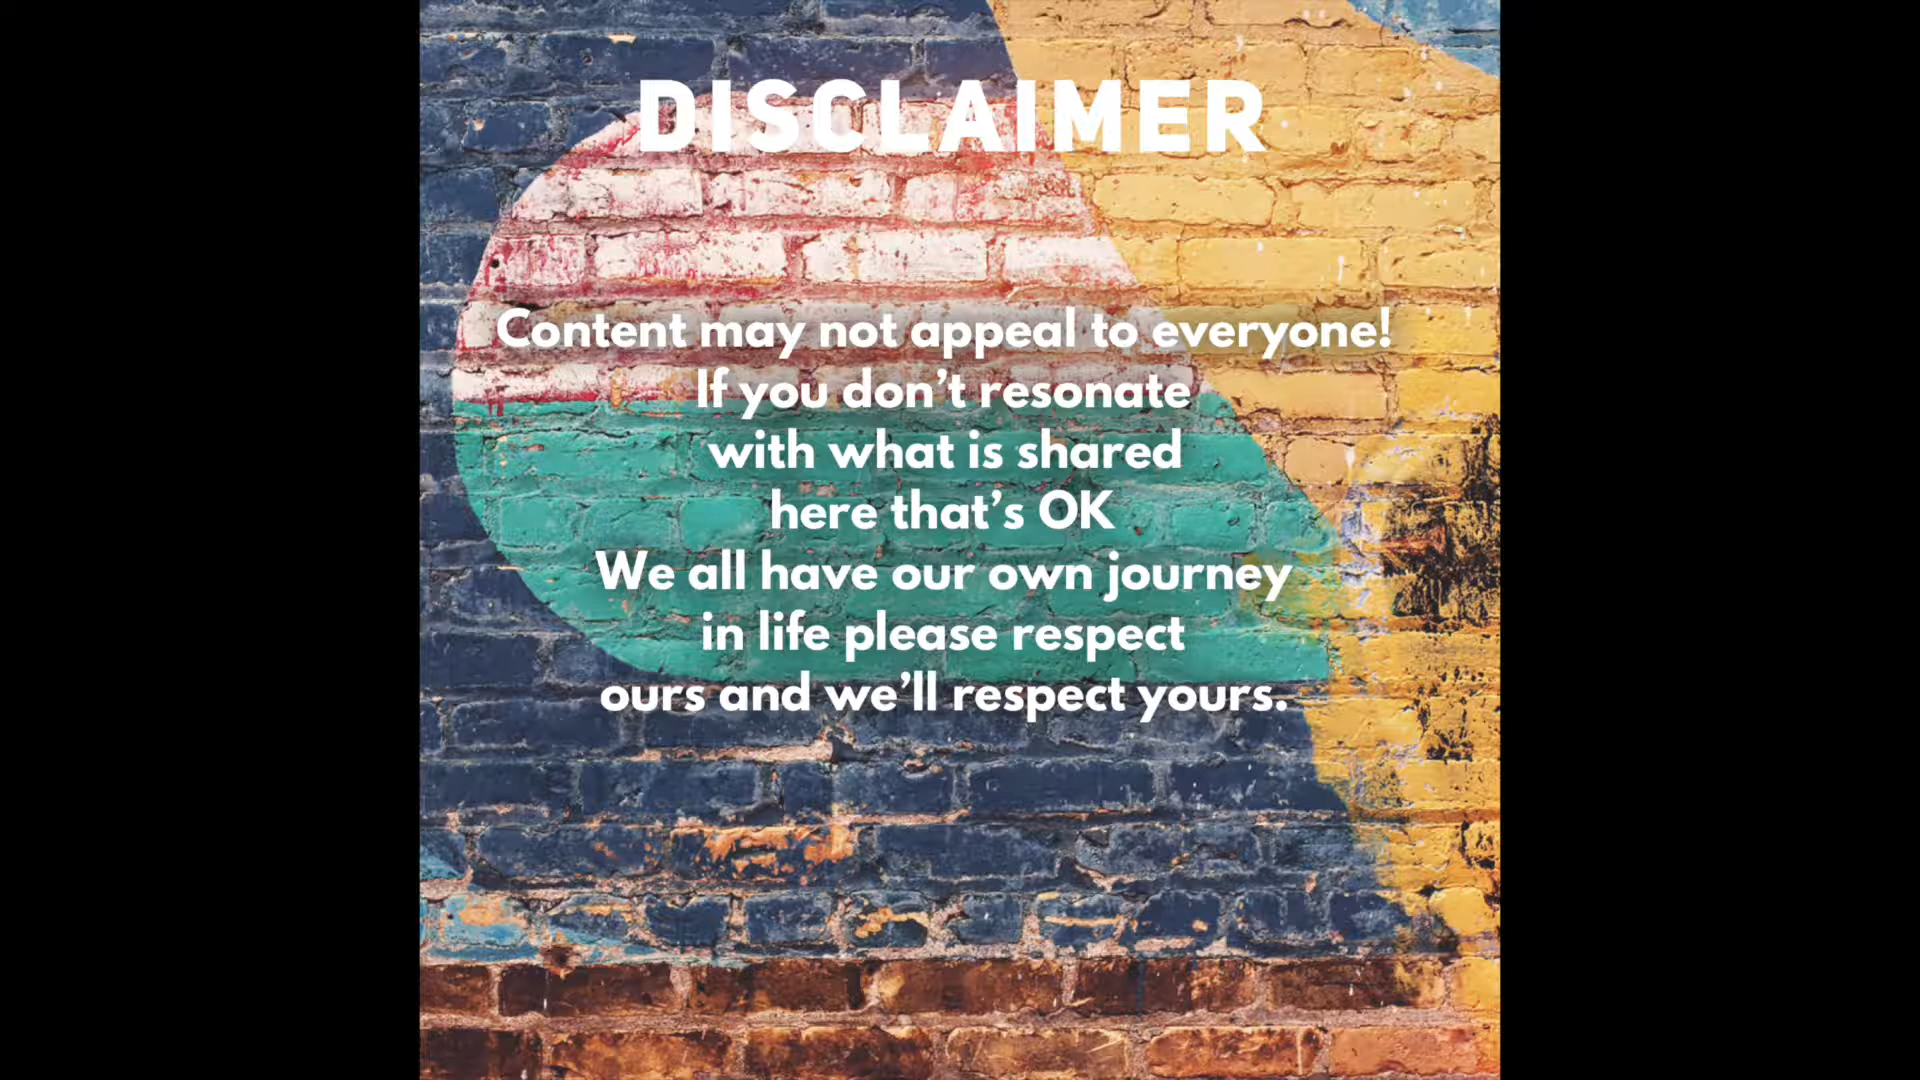 DISCLAIMER
Content may not appeal to everyone!
If you don’t resonate
with what is shared
here that’s OK
We all have our own journey
in life please respect
ours and we’ll respect yours.